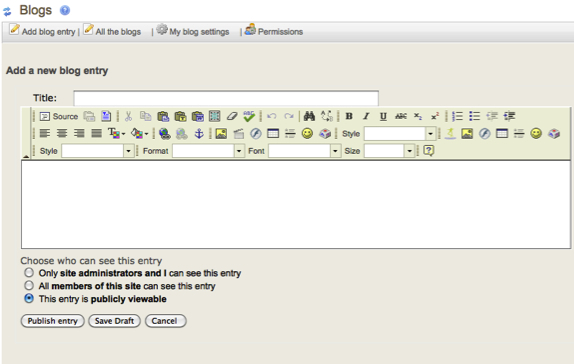 Blogs
Add blog entry | All the blogs | My blog settings | Permissions
Add a new blog entry
Title:
Source B I U ABC x₂ x²
Style
Style Format Font Size
Choose who can see this entry
Only site administrators and I can see this entry
All members of this site can see this entry
This entry is publicly viewable
Publish entry Save Draft Cancel